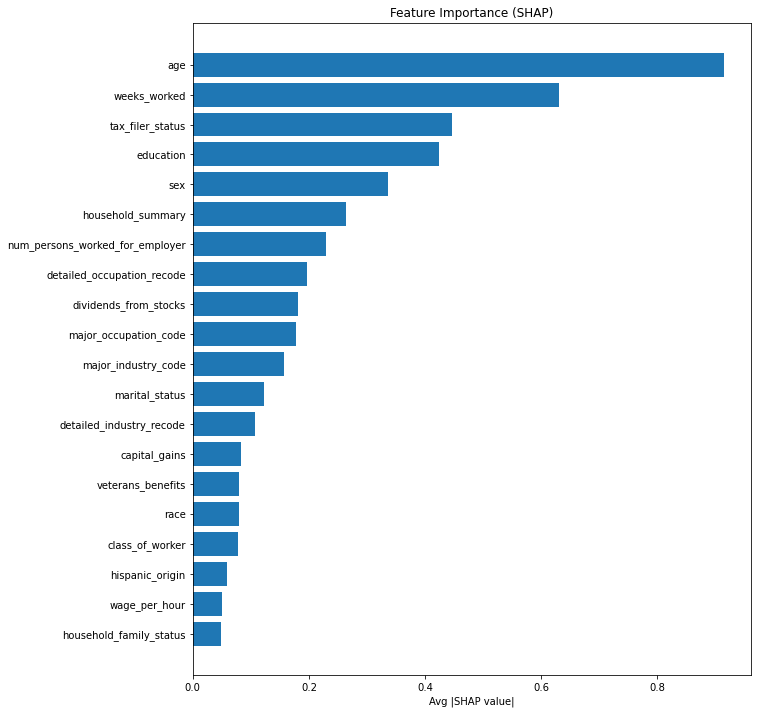 Feature Importance (SHAP)
age
weeks_worked
tax_filer_status
education
sex
household_summary
num_persons_worked_for_employer
detailed_occupation_recode
dividends_from_stocks
major_occupation_code
major_industry_code
marital_status
detailed_industry_recode
capital_gains
veterans_benefits
race
class_of_worker
hispanic_origin
wage_per_hour
household_family_status
0.0 0.2 0.4 0.6 0.8
Avg |SHAP value|